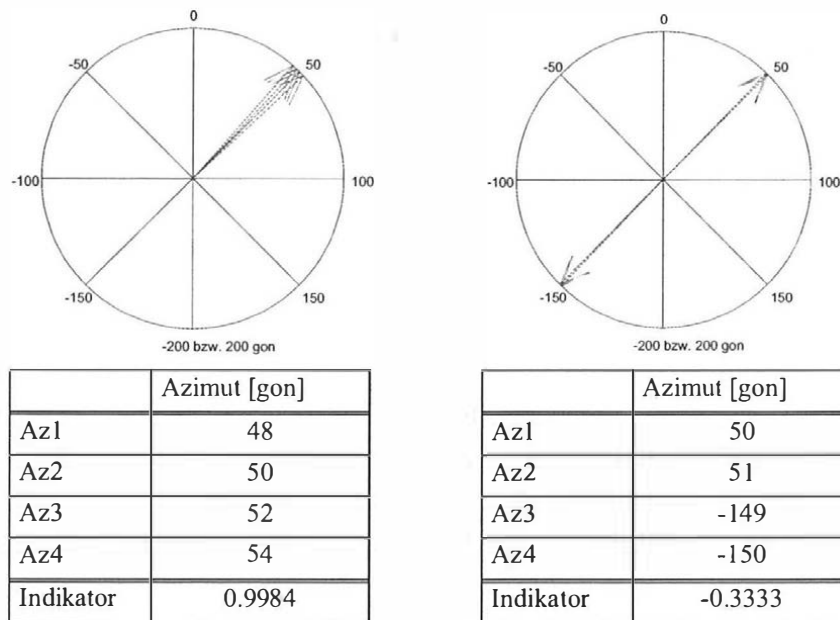 0
50
100
150
-200 bzw. 200 gon
-150
-100
-50
Azimut [gon]
Az1 48
Az2 50
Az3 52
Az4 54
Indikator 0.9984
0
50
100
150
-200 bzw. 200 gon
-150
-100
-50
Azimut [gon]
Az1 50
Az2 51
Az3 -149
Az4 -150
Indikator -0.3333